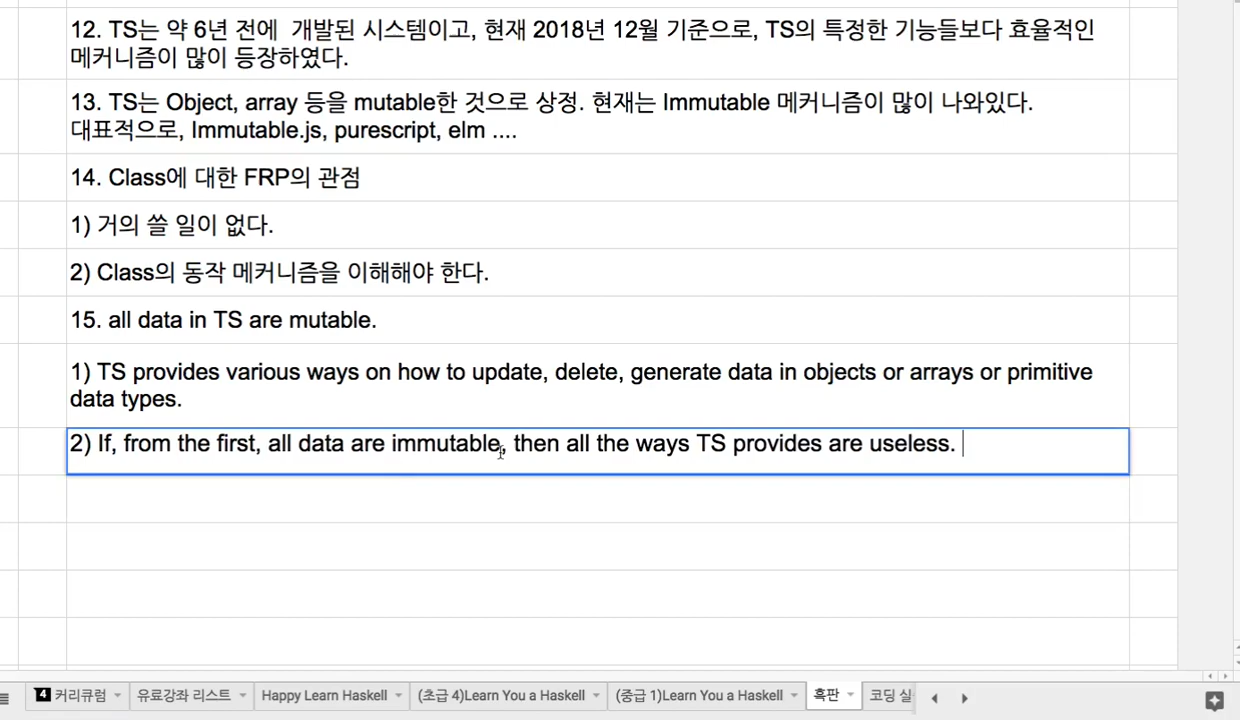 12. TS는 약 6년 전에  개발된 시스템이고, 현재 2018년 12월 기준으로, TS의 특정한 기능들보다 효율적인
메커니즘이 많이 등장하였다.
13. TS는 Object, array 등을 mutable한 것으로 상정. 현재는 Immutable 메커니즘이 많이 나와있다.
대표적으로, Immutable.js, purescript, elm ....
14. Class에 대한 FRP의 관점
1) 거의 쓸 일이 없다.
2) Class의 동작 메커니즘을 이해해야 한다.
15. all data in TS are mutable.
1) TS provides various ways on how to update, delete, generate data in objects or arrays or primitive
data types.
2) If, from the first, all data are immutable, then all the ways TS provides are useless.
4 커리큐럼 유료강좌 리스트 Happy Learn Haskell (초급 4)Learn You a Haskell (중급 1)Learn You a Haskell 흑판 코딩 실